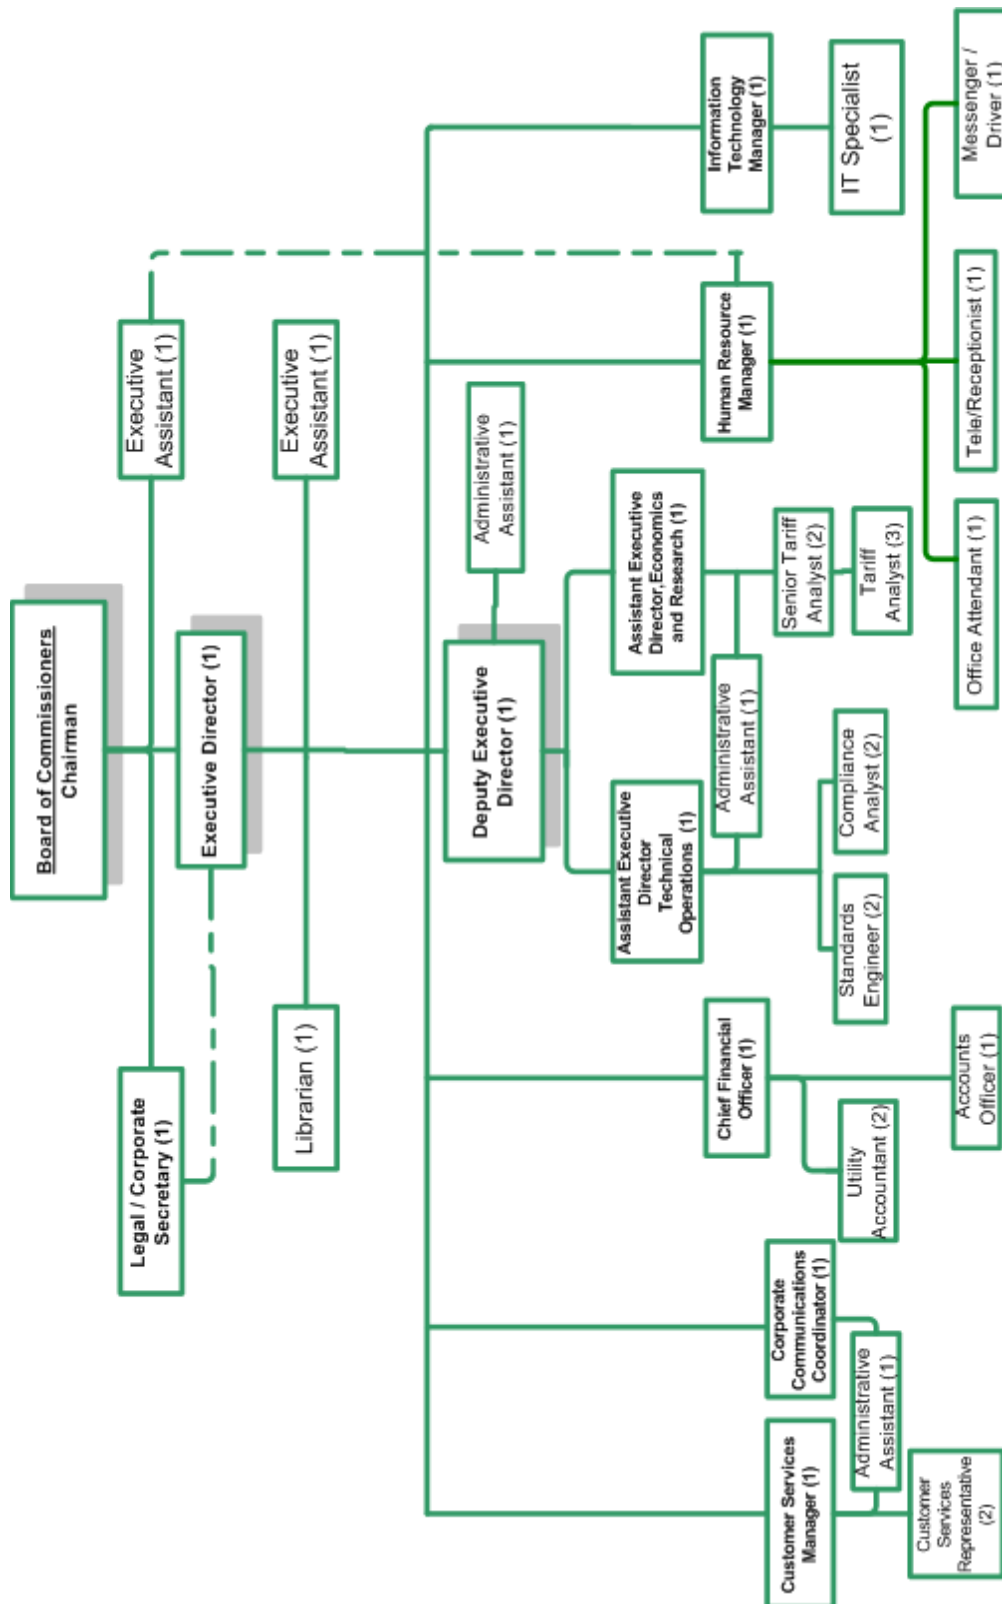 Board of Commissioners
Chairman
Legal / Corporate
Secretary (1)
Executive
Assistant (1)
Executive Director (1)
Librarian (1)
Executive
Assistant (1)
Deputy Executive
Director (1)
Administrative
Assistant (1)
Customer Services
Manager (1)
Corporate
Communications
Coordinator (1)
Chief Financial
Officer (1)
Assistant Executive
Director
Technical
Operations (1)
Assistant Executive
Director,Economics
and Research (1)
Human Resource
Manager (1)
Information
Technology
Manager (1)
Administrative
Assistant (1)
Administrative
Assistant (1)
Customer
Services
Representative
(2)
Utility
Accountant (2)
Accounts
Officer (1)
Standards
Engineer (2)
Compliance
Analyst (2)
Senior Tariff
Analyst (2)
Tariff
Analyst (3)
IT Specialist
(1)
Office Attendant (1)
Tele/Receptionist (1)
Messenger /
Driver (1)